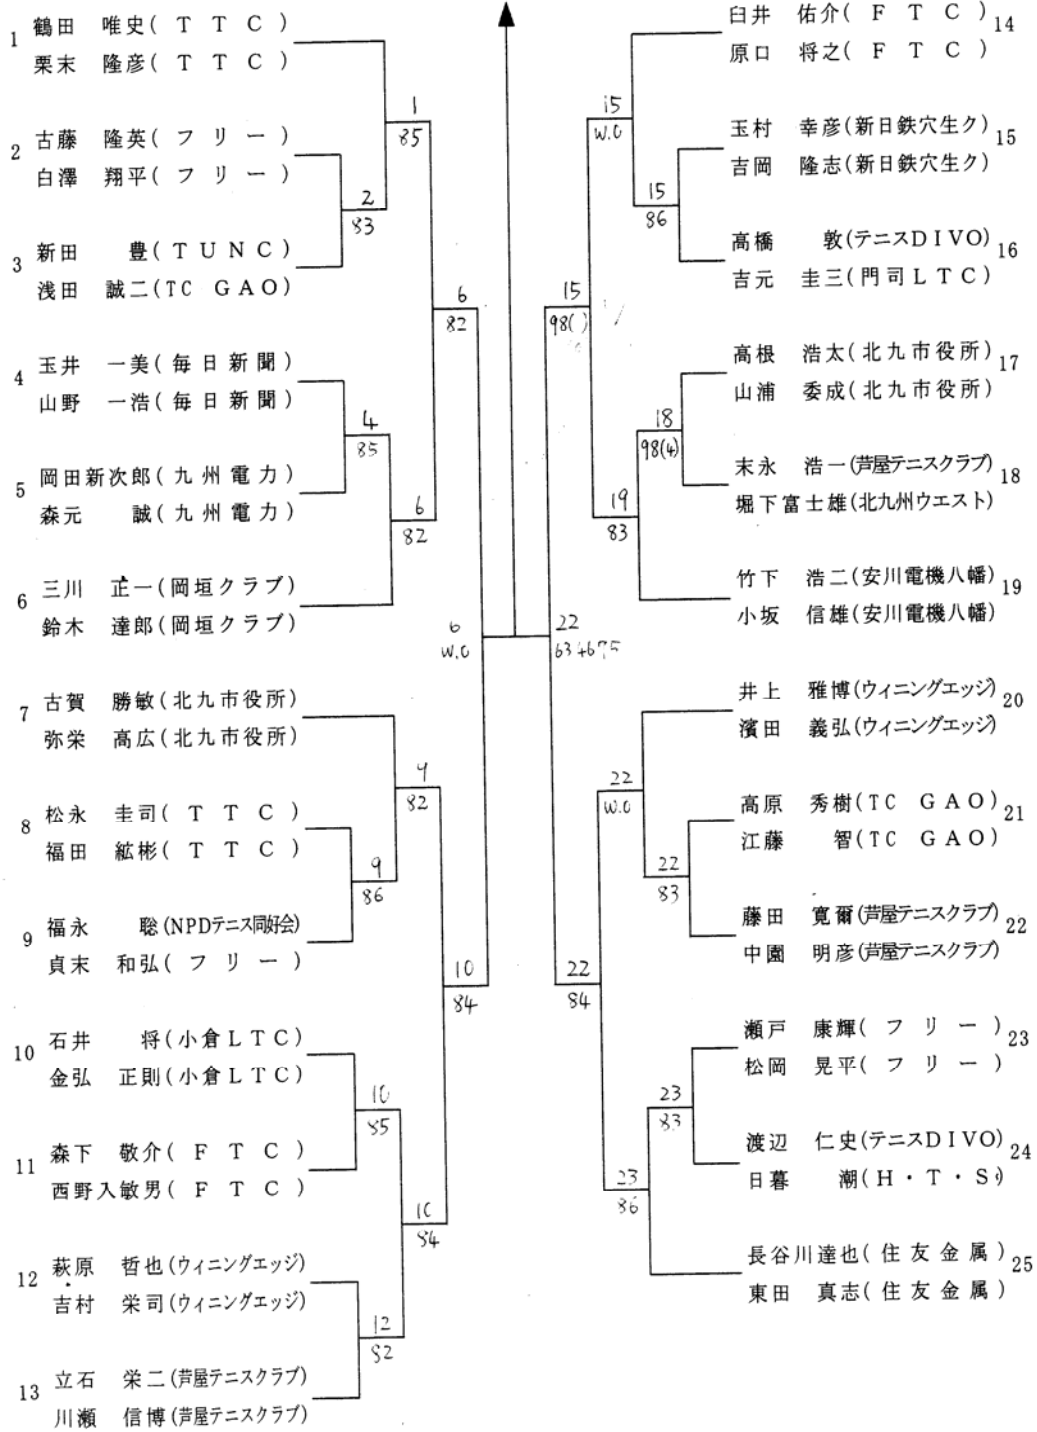 1 鶴田 唯史(T T C)
栗末 隆彦(T T C)
2 古藤 隆英(フリー)
白澤 翔平(フリー)
3 新田 豊(TUNC)
浅田 誠二(TC GAO)
4 玉井 一美(毎日新聞)
山野 一浩(毎日新聞)
5 岡田新次郎(九州電力)
森元 誠(九州電力)
6 三川 正一(岡垣クラブ)
鈴木 達郎(岡垣クラブ)
7 古賀 勝敏(北九市役所)
弥栄 高広(北九市役所)
8 松永 圭司(T T C)
福田 絋彬(T T C)
9 福永 聡(NPDテニス同好会)
貞末 和弘(フリー)
10 石井 将(小倉LTC)
金弘 正則(小倉LTC)
11 森下 敬介(F T C)
西野入敏男(F T C)
12 萩原 哲也(ウィニングエッジ)
吉村 栄司(ウィニングエッジ)
13 立石 栄二(芦屋テニスクラブ)
川瀬 信博(芦屋テニスクラブ)
1
85
2
83
6
82
4
85
6
82
6
W.O
9
82
9
86
10
84
10
85
10
84
12
82
臼井 佑介(F T C) 14
原口 将之(F T C)
玉村 幸彦(新日鉄穴生ク) 15
吉岡 隆志(新日鉄穴生ク)
高橋 敦(テニスDIVO) 16
吉元 圭三(門司LTC)
高根 浩太(北九市役所) 17
山浦 委成(北九市役所)
末永 浩一(芦屋テニスクラブ) 18
堀下富士雄(北九州ウエスト)
竹下 浩二(安川電機八幡) 19
小坂 信雄(安川電機八幡)
井上 雅博(ウィニングエッジ) 20
濱田 義弘(ウィニングエッジ)
高原 秀樹(TC GAO) 21
江藤 智(TC GAO)
藤田 寛爾(芦屋テニスクラブ) 22
中園 明彦(芦屋テニスクラブ)
瀬戸 康輝(フリー) 23
松岡 晃平(フリー)
渡辺 仁史(テニスDIVO) 24
日暮 潮(H・T・S)
長谷川達也(住友金属) 25
東田 真志(住友金属)
15
W.O
15
86
15
98( )
18
98(4)
19
83
22
63 46 75
22
W.O
22
83
22
84
23
83
23
86